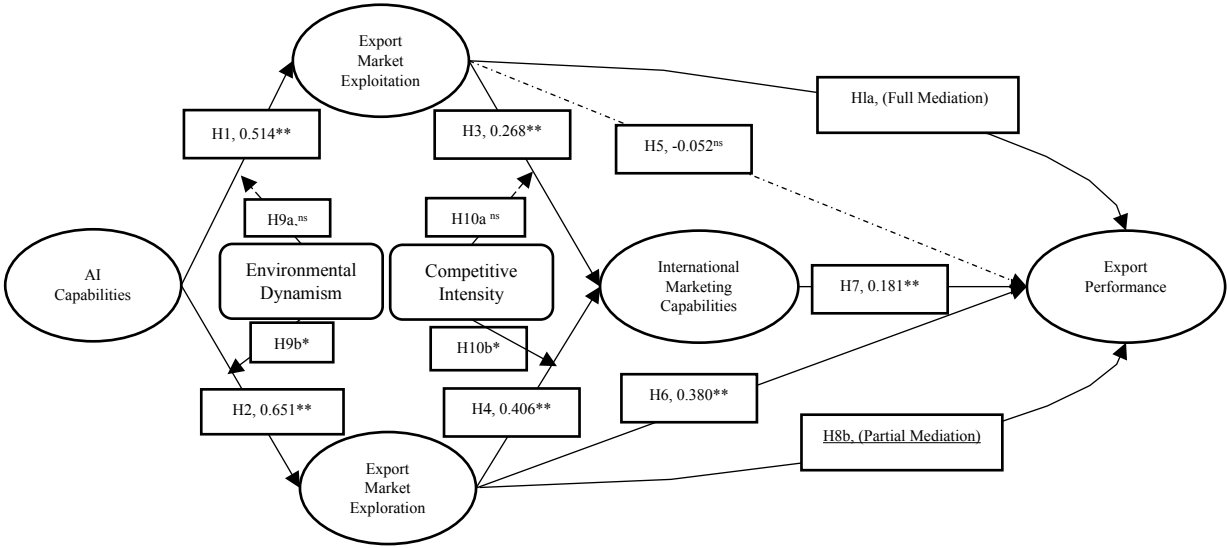 Export
Market
Exploitation
Hla, (Full Mediation)
H1, 0.514**
H3, 0.268**
H5, -0.052ns
H9a,ns
H10a ns
AI
Capabilities
Environmental
Dynamism
Competitive
Intensity
International
Marketing
Capabilities
H7, 0.181**
Export
Performance
H9b*
H10b*
H2, 0.651**
H4, 0.406**
H6, 0.380**
H8b, (Partial Mediation)
Export
Market
Exploration